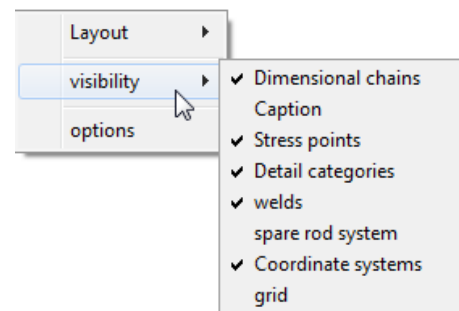 Layout
visibility
options
Dimensional chains
Caption
Stress points
Detail categories
welds
spare rod system
Coordinate systems
grid